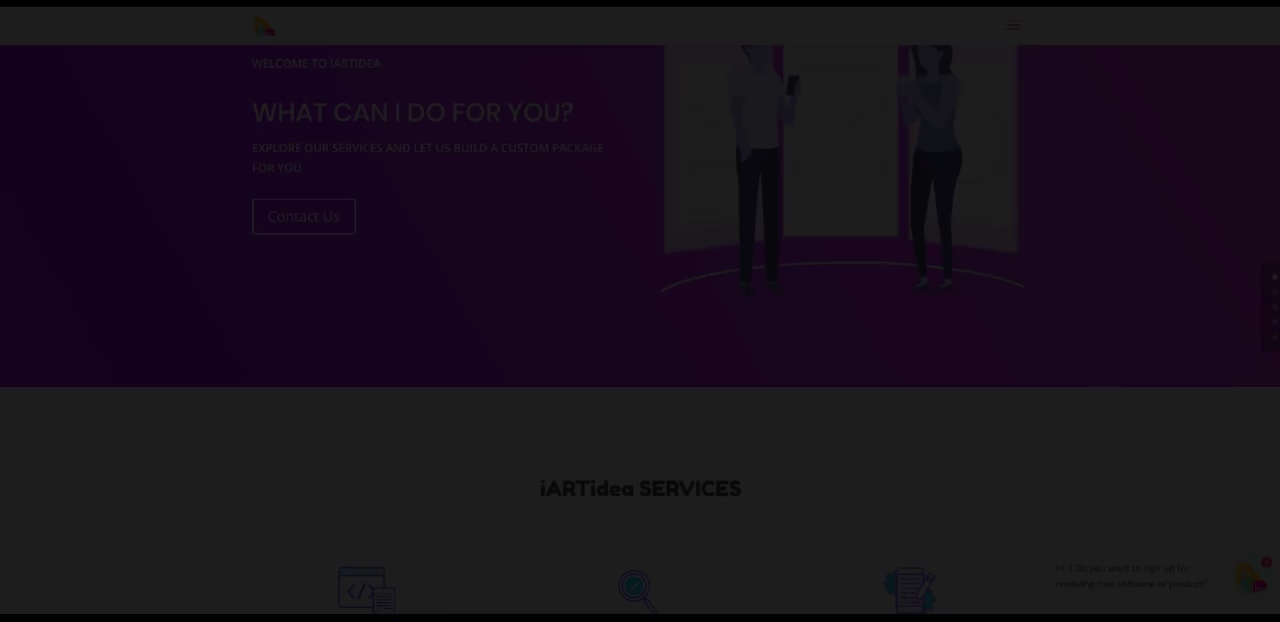 WELCOME TO IARTIDEA
WHAT CAN I DO FOR YOU?
EXPLORE OUR SERVICES AND LET US BUILD A CUSTOM PACKAGE
FOR YOU
Contact Us
iARTidea SERVICES
Hi :) Do you want to sign up for
receiving free software or product?